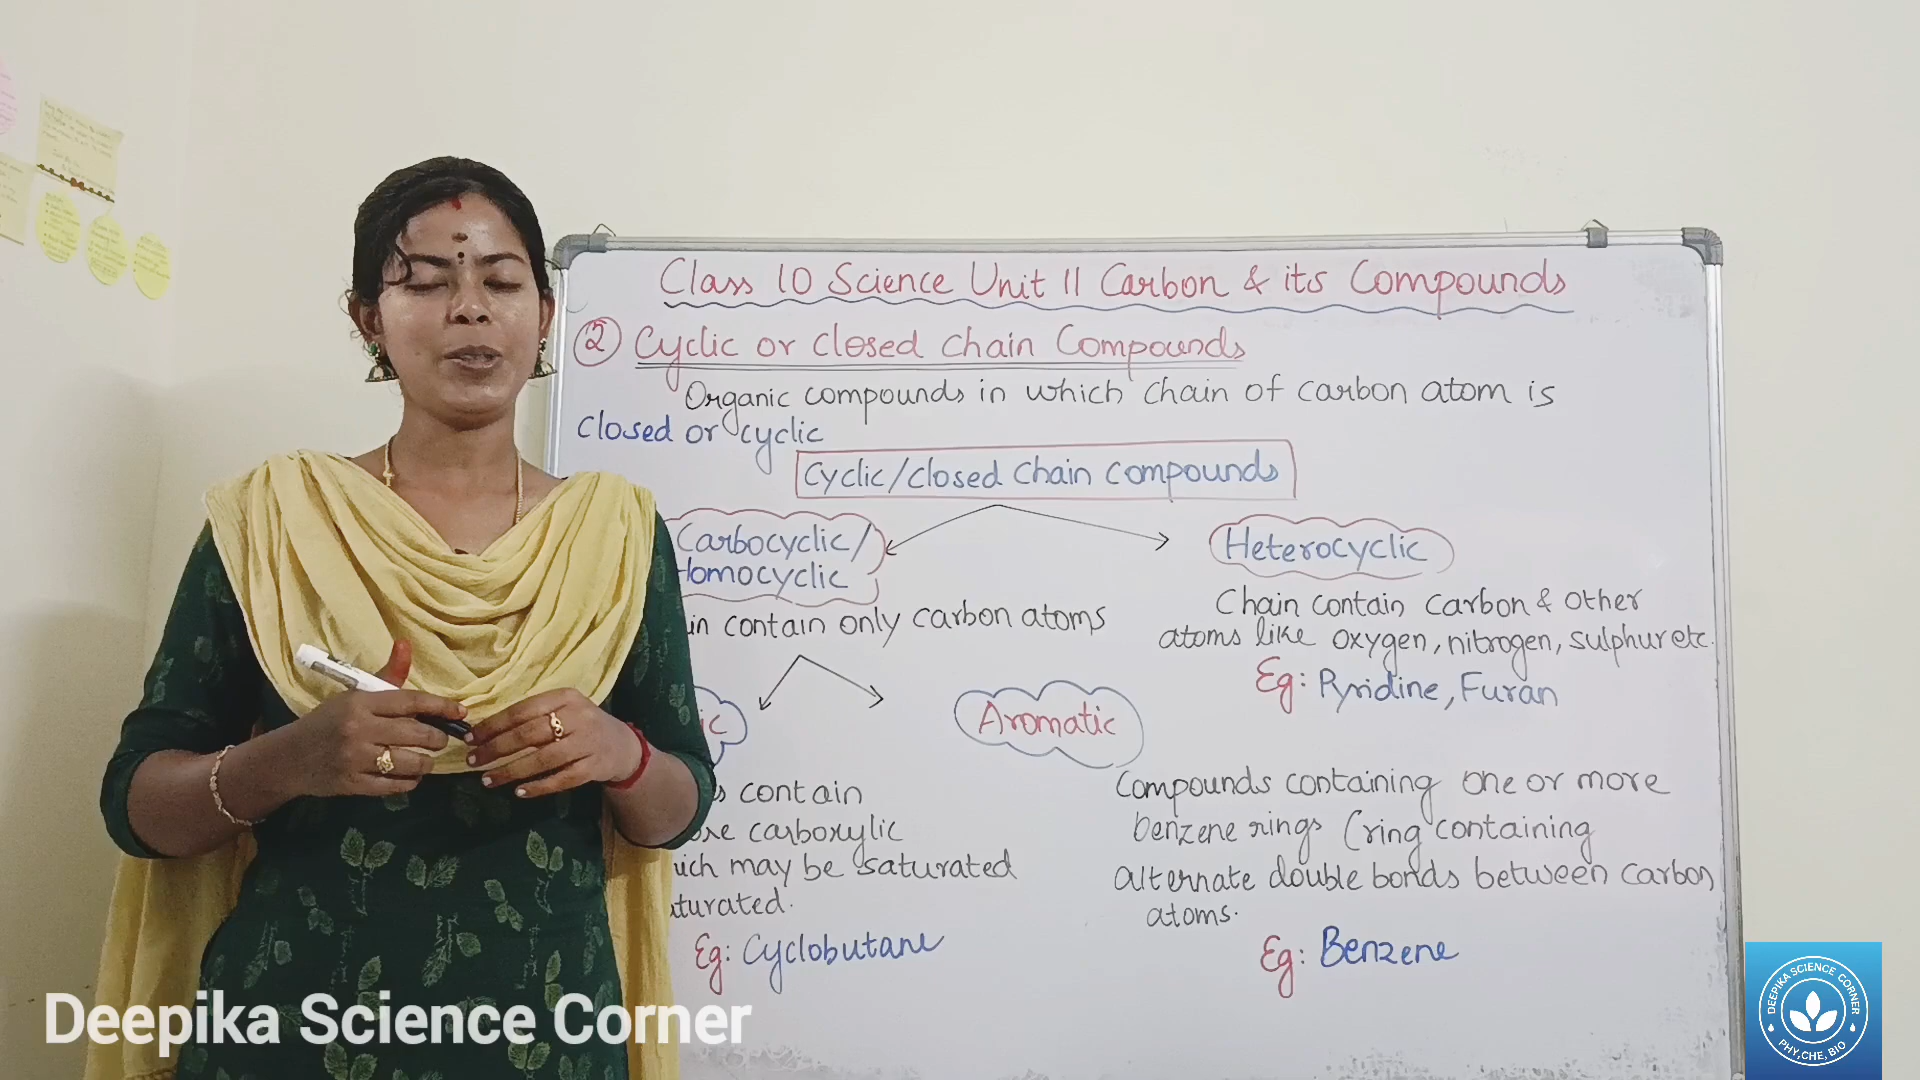 Class 10 Science Unit 11 Carbon & its Compounds
2 Cyclic or closed chain Compounds
Organic compounds in which chain of carbon atom is
closed or cyclic
Cyclic/closed chain compounds
Carbocyclic/
Homocyclic
contain only carbon atoms
Heterocyclic
Chain contain carbon & other
atoms like oxygen, nitrogen, sulphur etc.
Eg: Pyridine, Furan
Aromatic
contain
carboxylic
may be saturated
Eg: Cyclobutane
Compounds containing one or more
benzene rings (ring containing
alternate double bonds between carbon
atoms.
Eg: Benzene
Deepika Science Corner
DEEPIKA SCIENCE CORNER
PHY, CHE, BIO